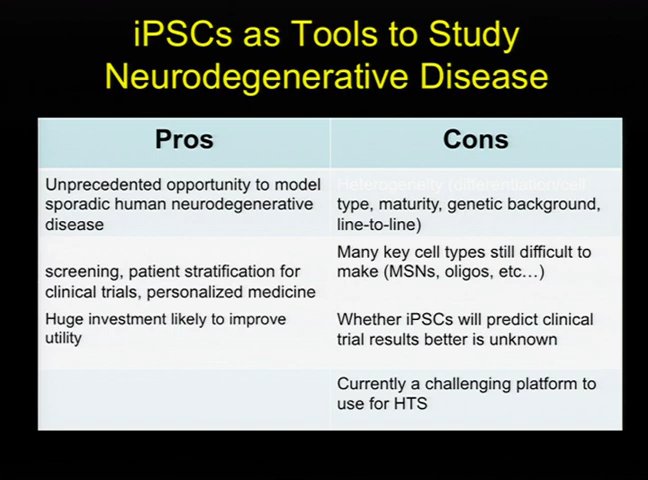 iPSCs as Tools to Study
Neurodegenerative Disease
Pros
Cons
Unprecedented opportunity to model
sporadic human neurodegenerative
disease
Heterogeneity (differentiation/cell
type, maturity, genetic background,
line-to-line)
screening, patient stratification for
clinical trials, personalized medicine
Many key cell types still difficult to
make (MSNs, oligos, etc…)
Huge investment likely to improve
utility
Whether iPSCs will predict clinical
trial results better is unknown
Currently a challenging platform to
use for HTS